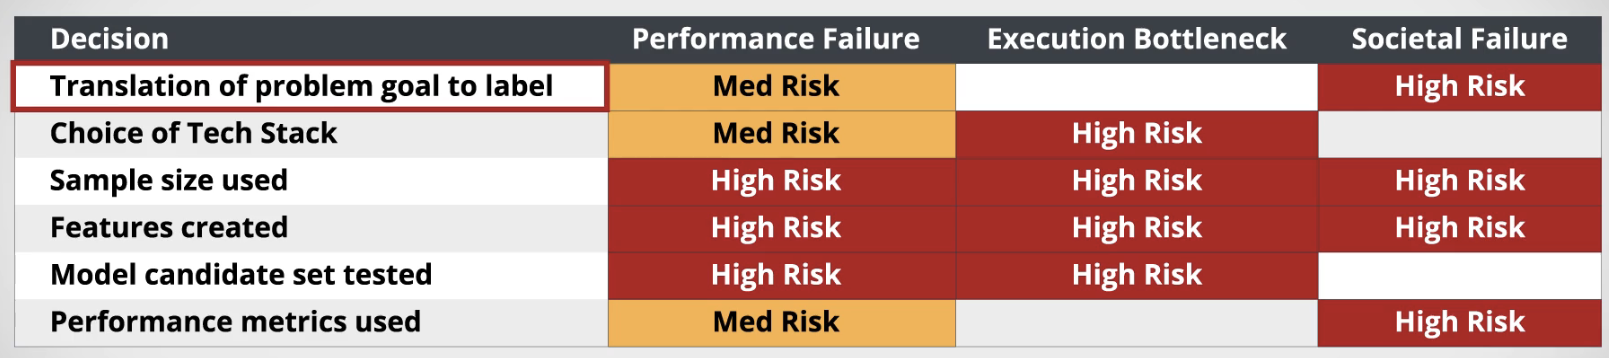 Decision Performance Failure Execution Bottleneck Societal Failure
Translation of problem goal to label Med Risk High Risk
Choice of Tech Stack Med Risk High Risk
Sample size used High Risk High Risk High Risk
Features created High Risk High Risk High Risk
Model candidate set tested High Risk High Risk
Performance metrics used Med Risk High Risk